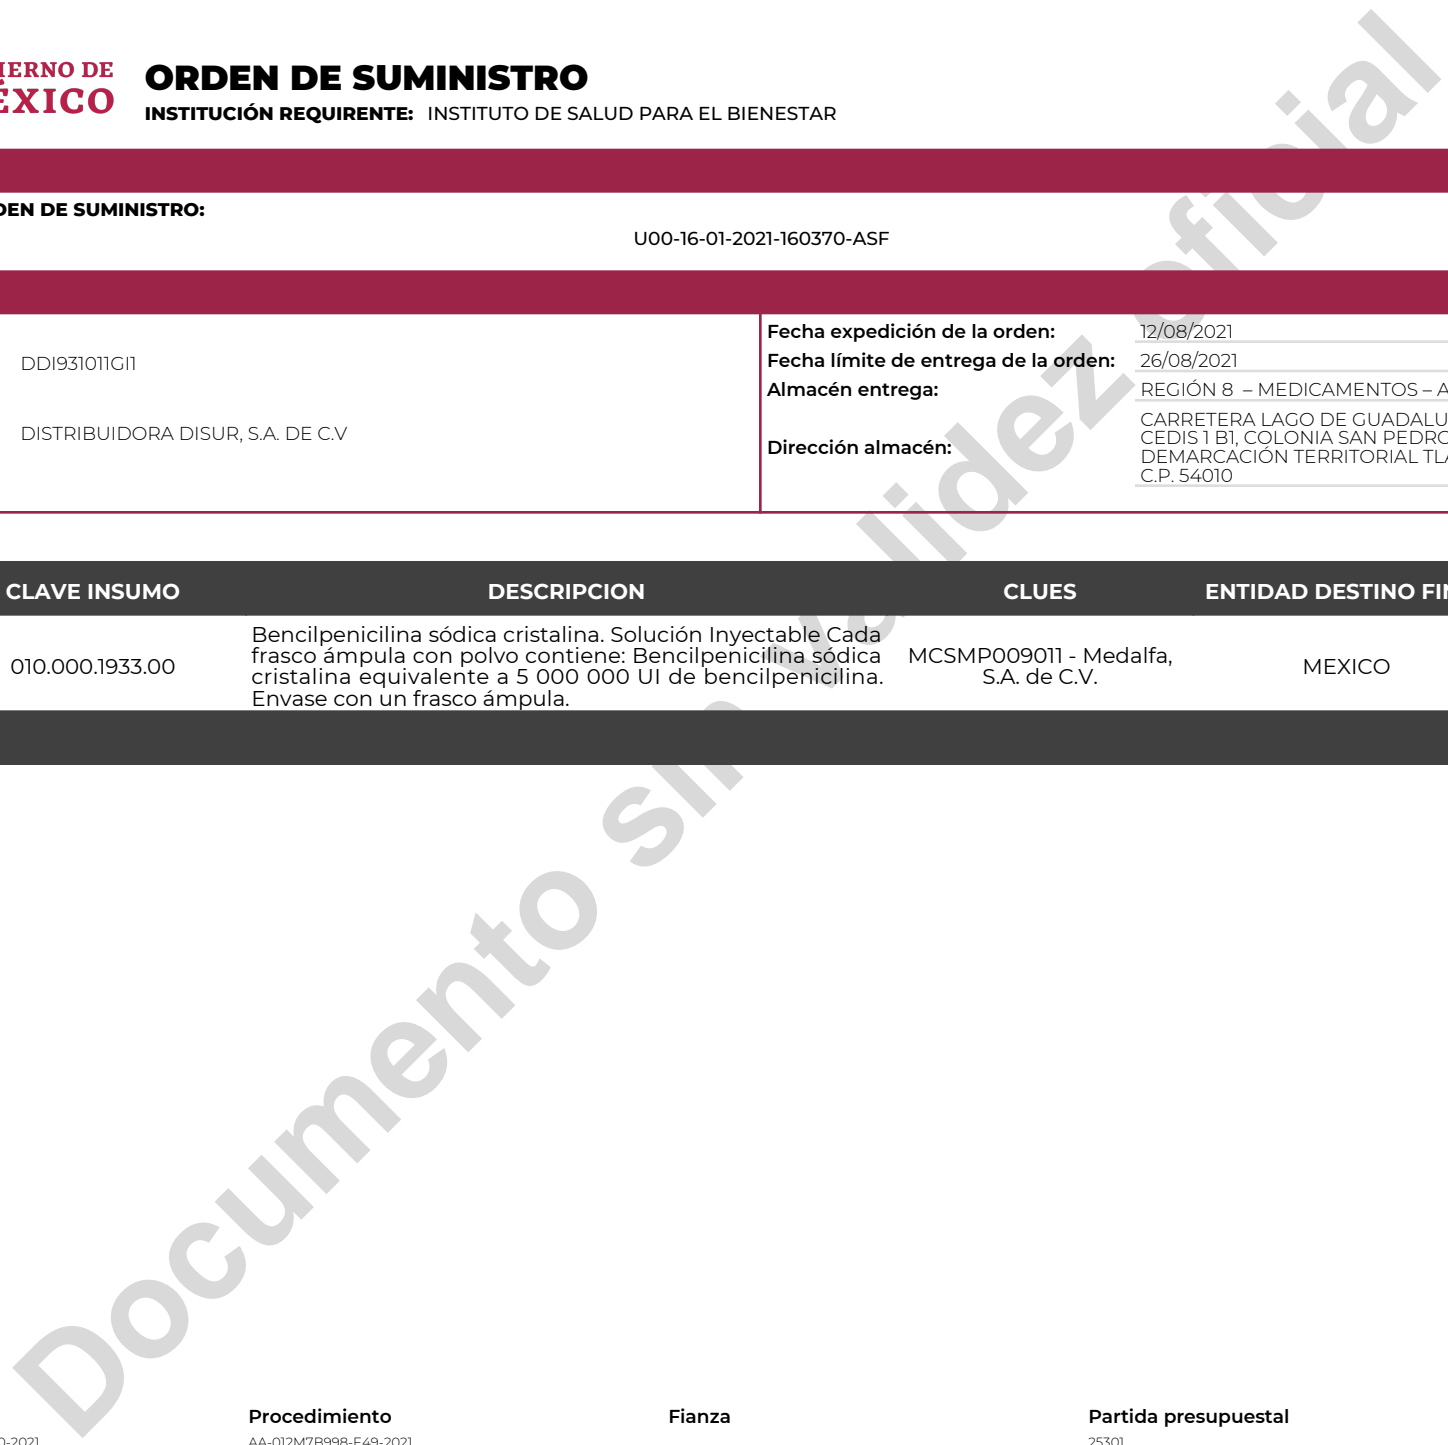 ORDEN DE SUMINISTRO
INSTITUCIÓN REQUIRENTE: INSTITUTO DE SALUD PARA EL BIENESTAR
DE
XICO
DE SUMINISTRO:
U00-16-01-2021-160370-ASF
DDI931011GI1
DISTRIBUIDORA DISUR, S.A. DE C.V
Fecha expedición de la orden: 12/08/2021
Fecha límite de entrega de la orden: 26/08/2021
Almacén entrega: REGIÓN 8 – MEDICAMENTOS – A
Dirección almacén:
CARRETERA LAGO DE GUADALU
CEDIS 1 B1, COLONIA SAN PEDRO
DEMARCACIÓN TERRITORIAL TLA
C.P. 54010
CLAVE INSUMO DESCRIPCION CLUES ENTIDAD DESTINO FIN
010.000.1933.00
Bencilpenicilina sódica cristalina. Solución Inyectable Cada
frasco ámpula con polvo contiene: Bencilpenicilina sódica
cristalina equivalente a 5 000 000 UI de bencilpenicilina.
Envase con un frasco ámpula.
MCSMP009011 - Medalfa,
S.A. de C.V.
MEXICO
Documento sin validez oficial
Procedimiento Fianza Partida presupuestal
-2021 AA-012M7B998-E49-2021 25301